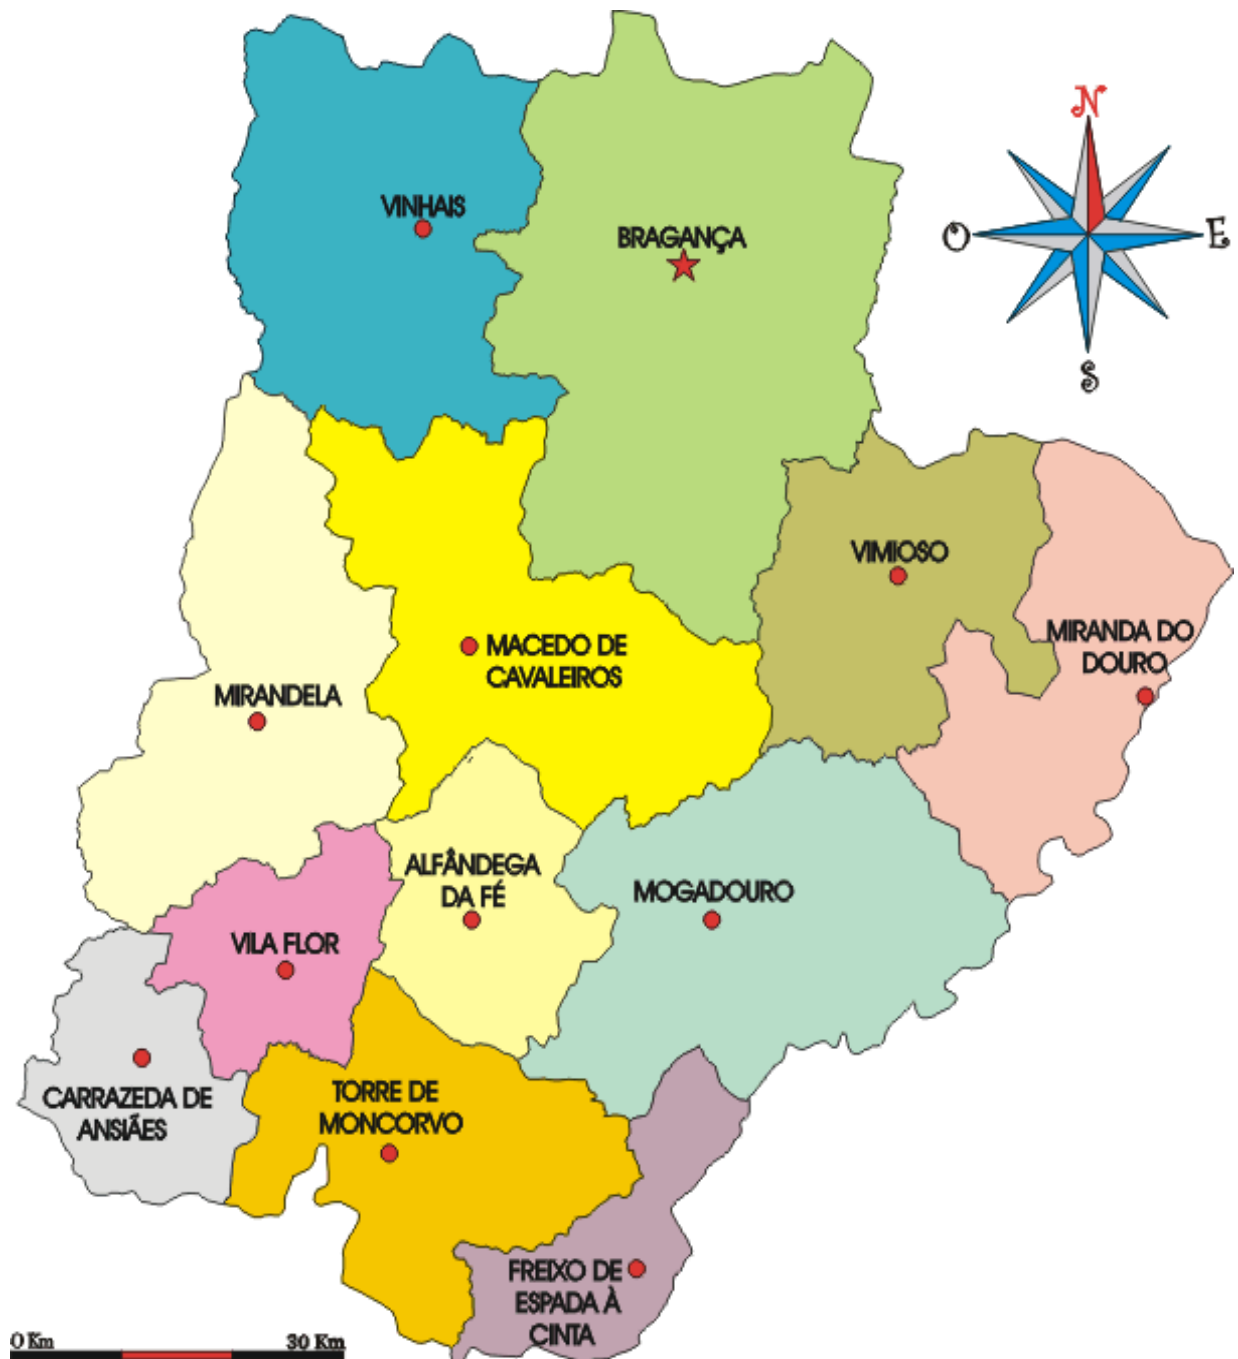 N
VINHAIS
BRAGANÇA
O
E
S
VIMIOSO
MIRANDA DO
DOURO
MACEDO DE
CAVALEIROS
MIRANDELA
ALFÂNDEGA
DA FÉ
MOGADOURO
VILA FLOR
CARRAZEDA DE
ANSIÃES
TORRE DE
MONCORVO
FREIXO DE
ESPADA À
CINTA
0 Km
30 Km